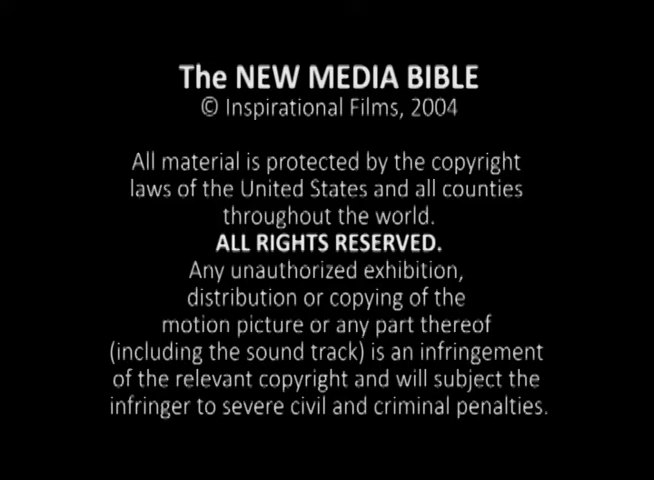 The NEW MEDIA BIBLE
© Inspirational Films, 2004
All material is protected by the copyright
laws of the United States and all counties
throughout the world.
ALL RIGHTS RESERVED.
Any unauthorized exhibition,
distribution or copying of the
motion picture or any part thereof
(including the sound track) is an infringement
of the relevant copyright and will subject the
infringer to severe civil and criminal penalties.